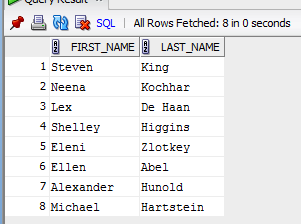 Query Result
SQL | All Rows Fetched: 8 in 0 seconds
FIRST_NAME LAST_NAME
1 Steven King
2 Neena Kochhar
3 Lex De Haan
4 Shelley Higgins
5 Eleni Zlotkey
6 Ellen Abel
7 Alexander Hunold
8 Michael Hartstein